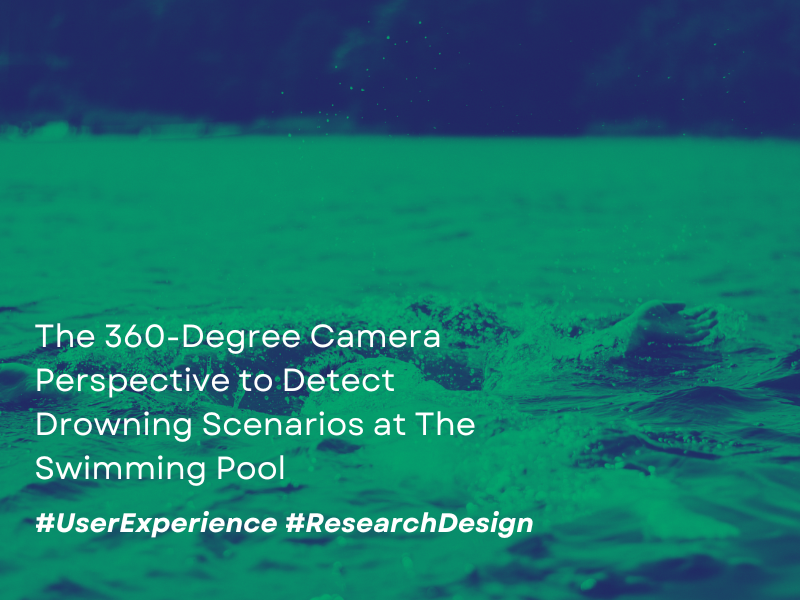 The 360-Degree Camera
Perspective to Detect
Drowning Scenarios at The
Swimming Pool
#UserExperience #ResearchDesign